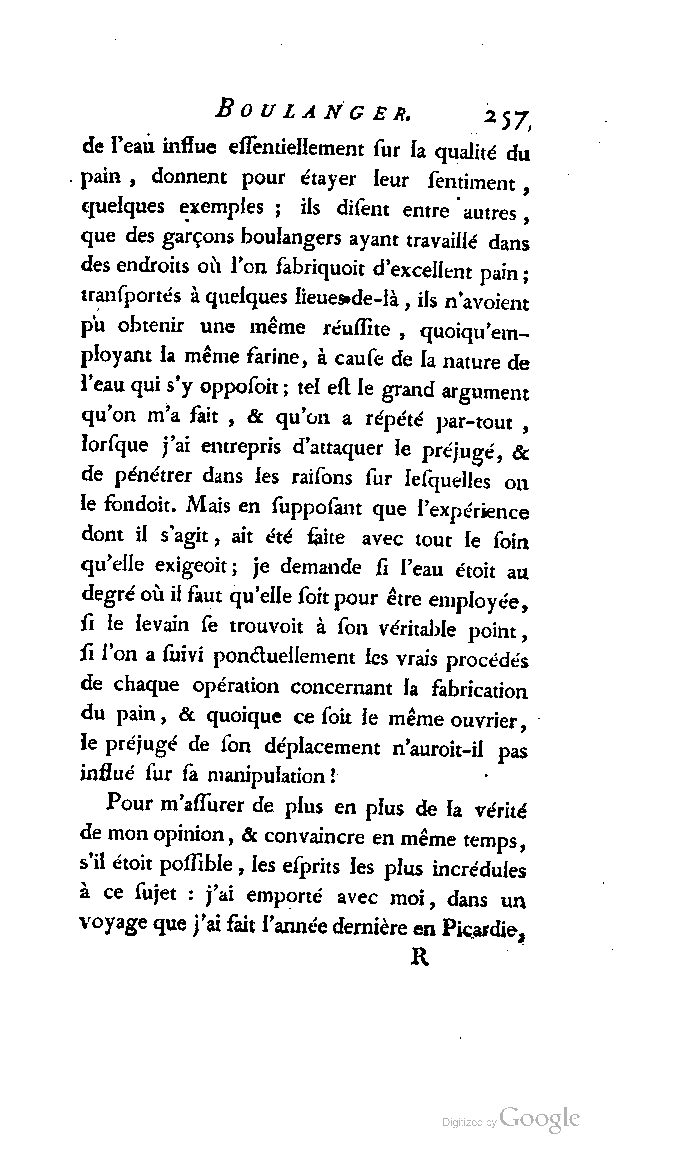 BOULANGER. 257,
de l'eau influe eſſentiellement ſur la qualité du
pain, donnent pour étayer leur ſentiment,
quelques exemples ; ils diſent entre autres,
que des garçons boulangers ayant travaillé dans
des endroits où l'on fabriquoit d'excellent pain ;
tranſportés à quelques lieues de-là, ils n'avoient
pu obtenir une même réuſſite, quoiqu'em-
ployant la même farine, à cauſe de la nature de
l'eau qui s'y oppoſoit ; tel eſt le grand argument
qu'on m'a fait, & qu'on a répété par-tout,
lorſque j'ai entrepris d'attaquer le préjugé, &
de pénétrer dans les raiſons ſur leſquelles on
le fondoit. Mais en ſuppoſant que l'expérience
dont il s'agit, ait été faite avec tout le ſoin
qu'elle exigeoit ; je demande ſi l'eau étoit au
degré où il faut qu'elle ſoit pour être employée,
ſi le levain ſe trouvoit à ſon véritable point,
ſi l'on a ſuivi ponctuellement les vrais procédés
de chaque opération concernant la fabrication
du pain, & quoique ce ſoit le même ouvrier,
le préjugé de ſon déplacement n'auroit-il pas
influé ſur ſa manipulation ?
Pour m'aſſurer de plus en plus de la vérité
de mon opinion, & convaincre en même temps,
s'il étoit poſſible, les eſprits les plus incrédules
à ce ſujet : j'ai emporté avec moi, dans un
voyage que j'ai fait l'année dernière en Picardie,
R
Digitized by Google